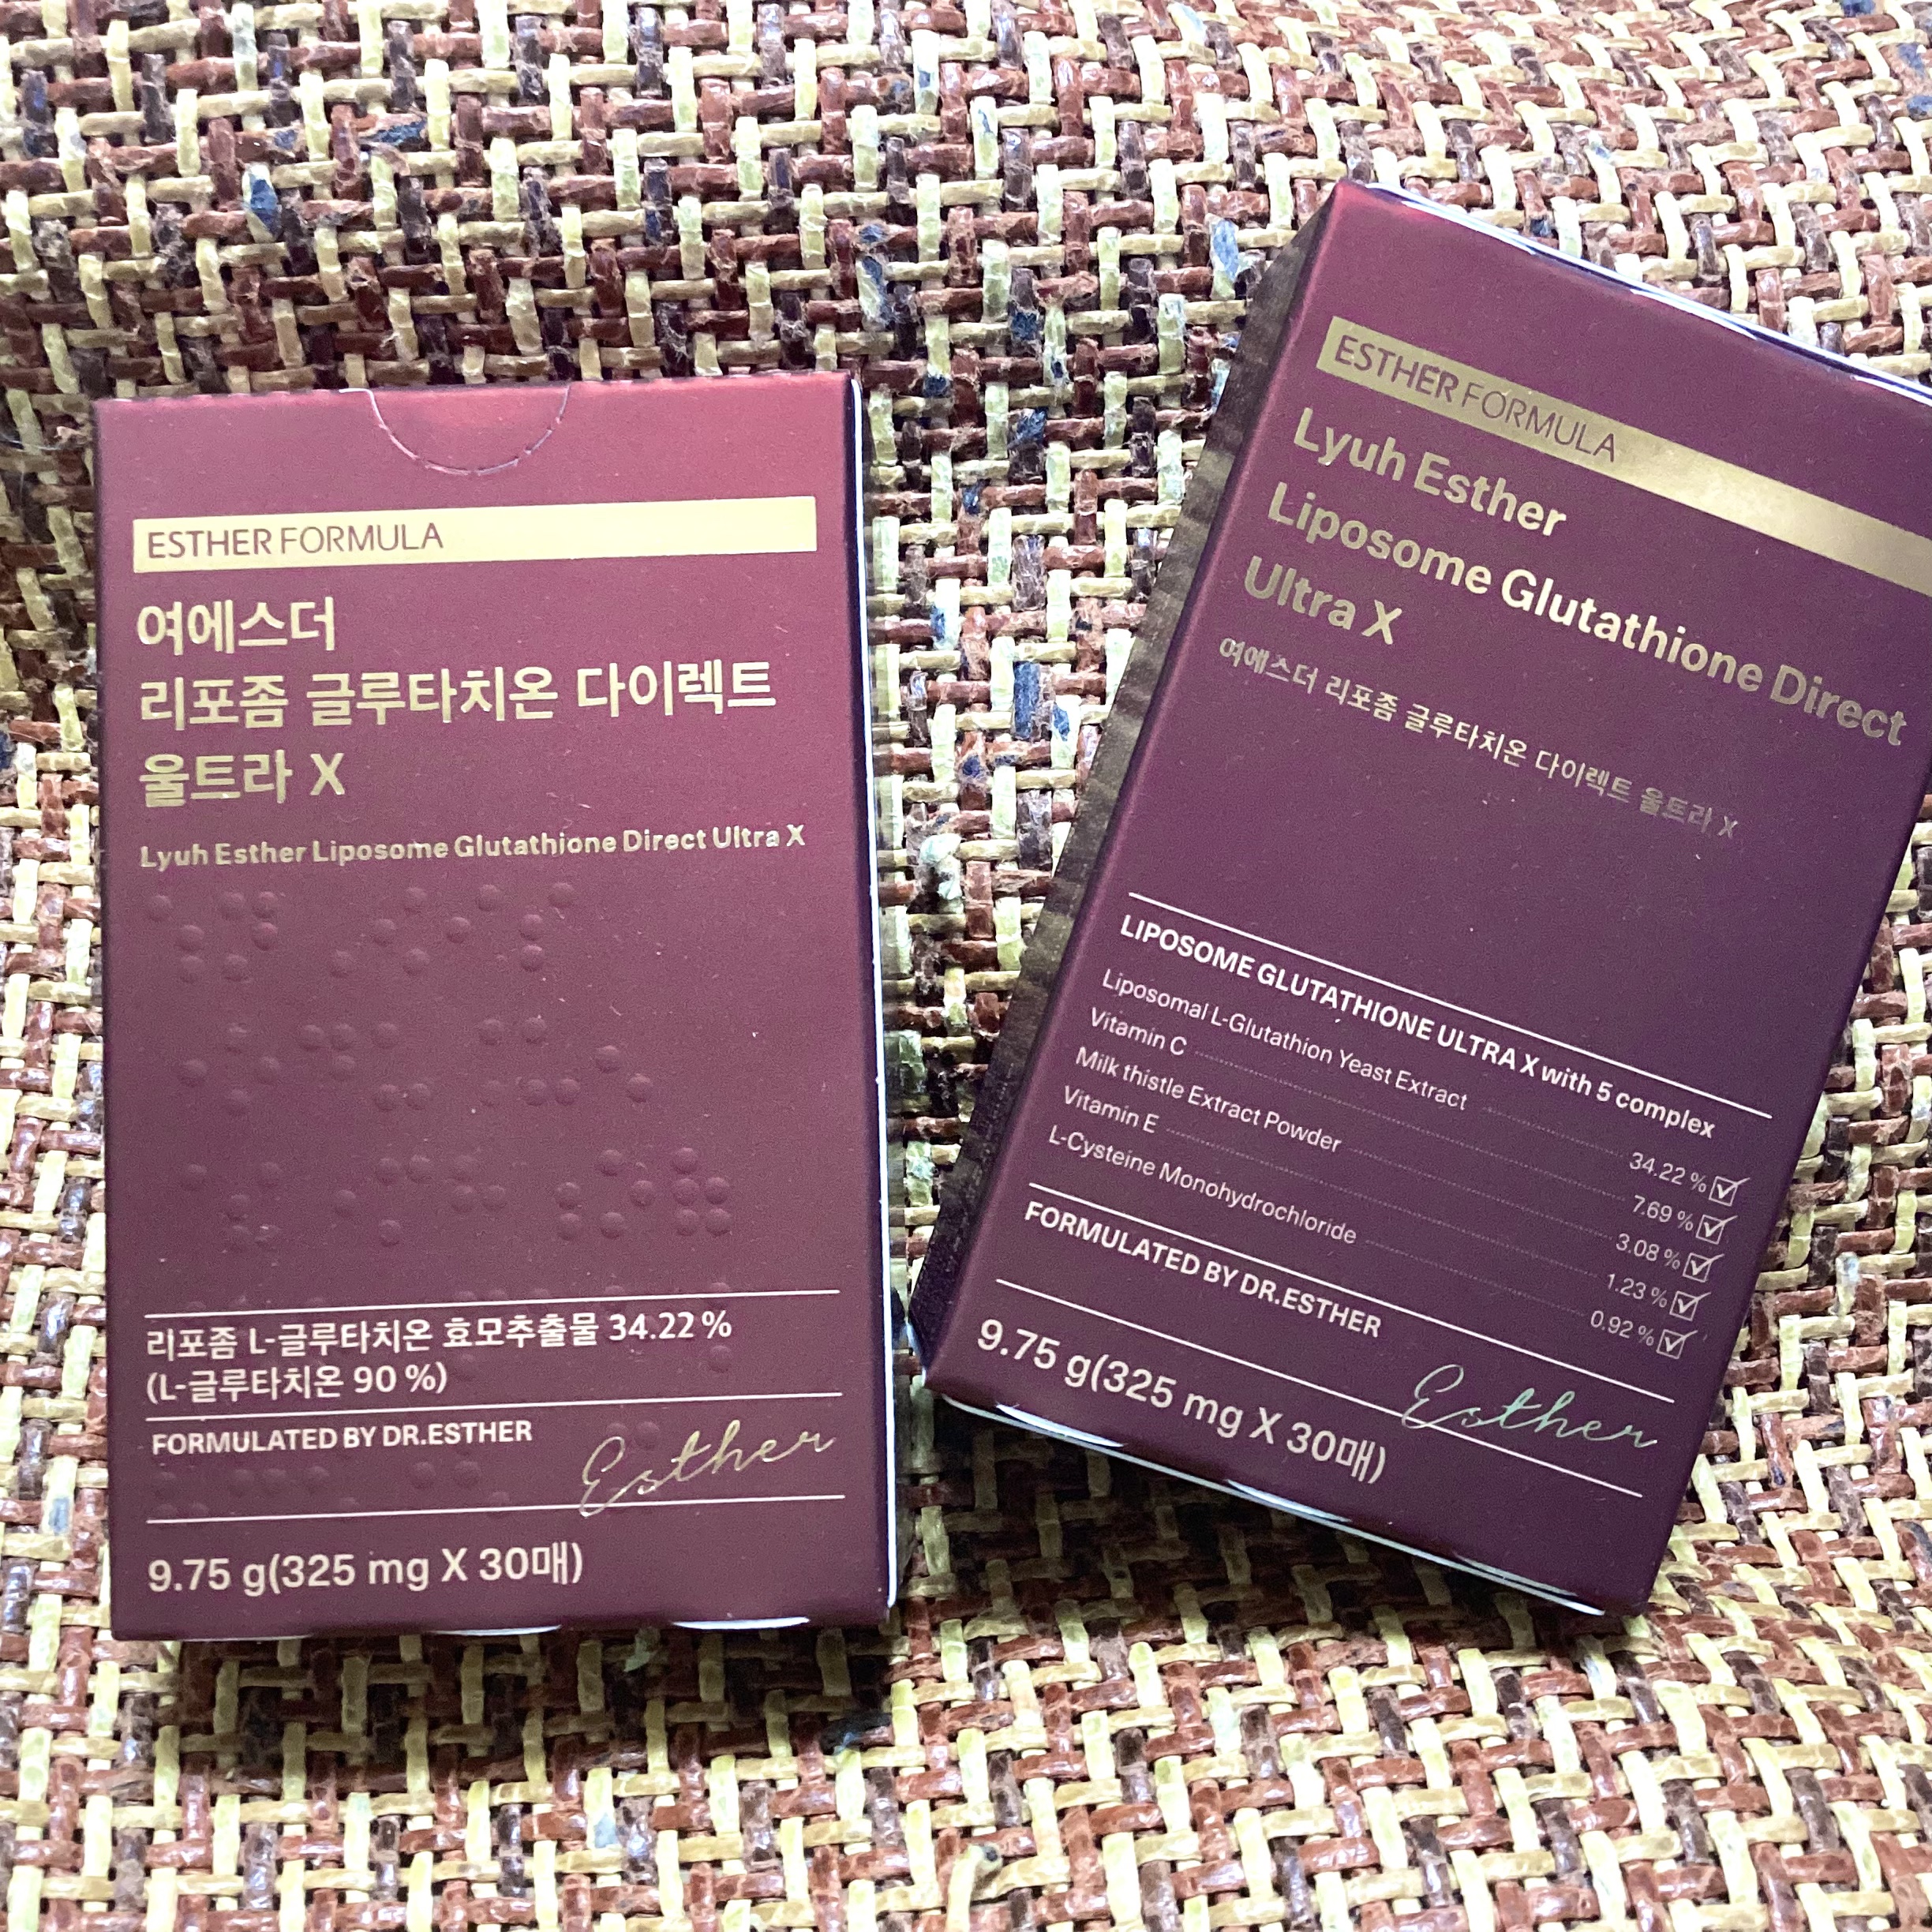 ESTHER FORMULA
여에스더
리포좀 글루타치온 다이렉트
울트라 X
Lyuh Esther Liposome Glutathione Direct Ultra X
리포좀 L-글루타치온 효모추출물 34.22 %
(L-글루타치온 90 %)
FORMULATED BY DR.ESTHER
Esther
9.75 g(325 mg X 30매)
ESTHER FORMULA
Lyuh Esther
Liposome Glutathione Direct
Ultra X
여에스더 리포좀 글루타치온 다이렉트 울트라 X
LIPOSOME GLUTATHIONE ULTRA X with 5 complex
Liposomal L-Glutathion Yeast Extract 34.22 %
Vitamin C 7.69 %
Milk thistle Extract Powder 3.08 %
Vitamin E 1.23 %
L-Cysteine Monohydrochloride 0.92 %
FORMULATED BY DR.ESTHER
Esther
9.75 g(325 mg X 30매)